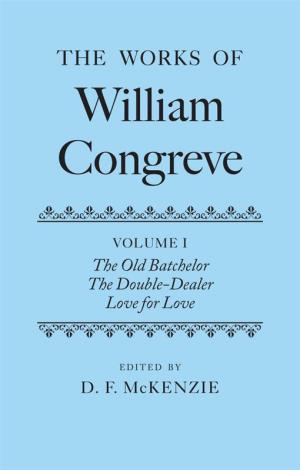 THE WORKS OF
William
Congreve
VOLUME I
The Old Batchelor
The Double-Dealer
Love for Love
EDITED BY
D. F. McKENZIE